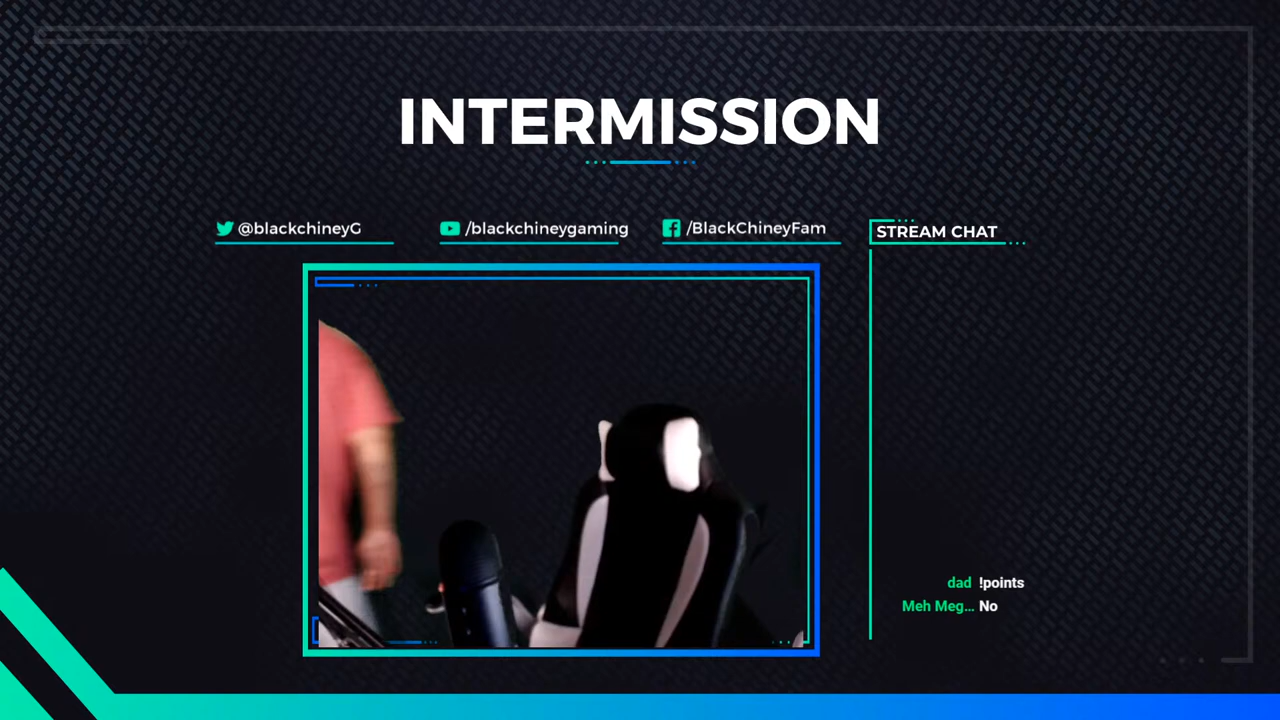 INTERMISSION
@blackchineyG
/blackchineygaming
/BlackChineyFam
STREAM CHAT
dad !points
Meh Meg... No